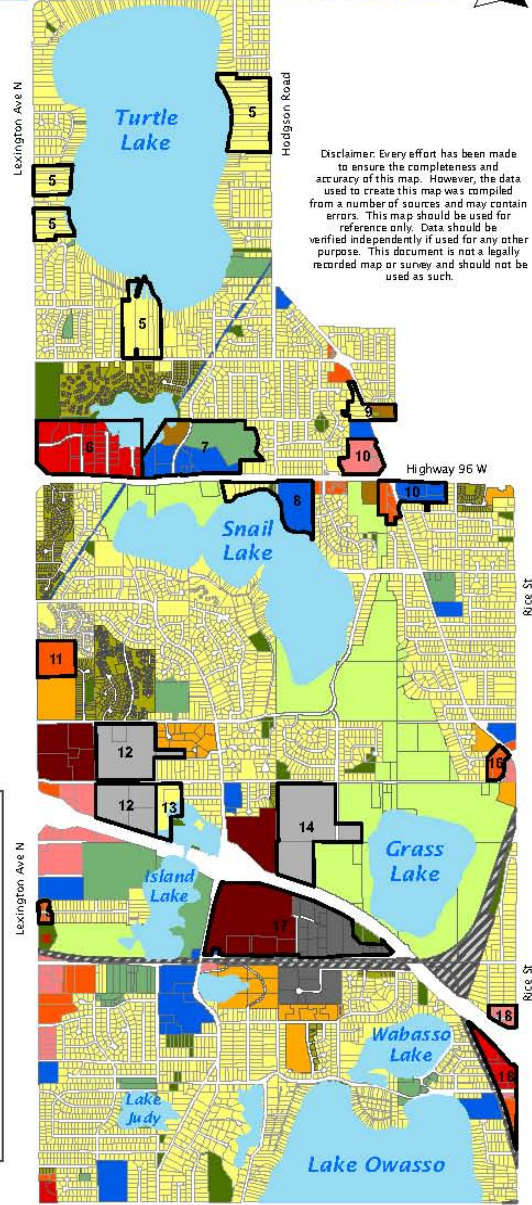 Lexington Ave N
Turtle
Lake
5
Hodgson Road
Disclaimer: Every effort has been made
to ensure the completeness and
accuracy of this map. However, the data
used to create this map was compiled
from a number of sources and may contain
errors. This map should be used for
reference only. Data should be
verified independently if used for any other
purpose. This document is not a legally
recorded map or survey and should not be
used as such.
5
5
5
9
6
7
10
Highway 96 W
8
10
Snail
Lake
Rice St
11
12
16
12
13
14
Lexington Ave N
Island
Lake
Grass
Lake
17
Rice St
18
Wabasso
Lake
18
Lake
Judy
Lake Owasso